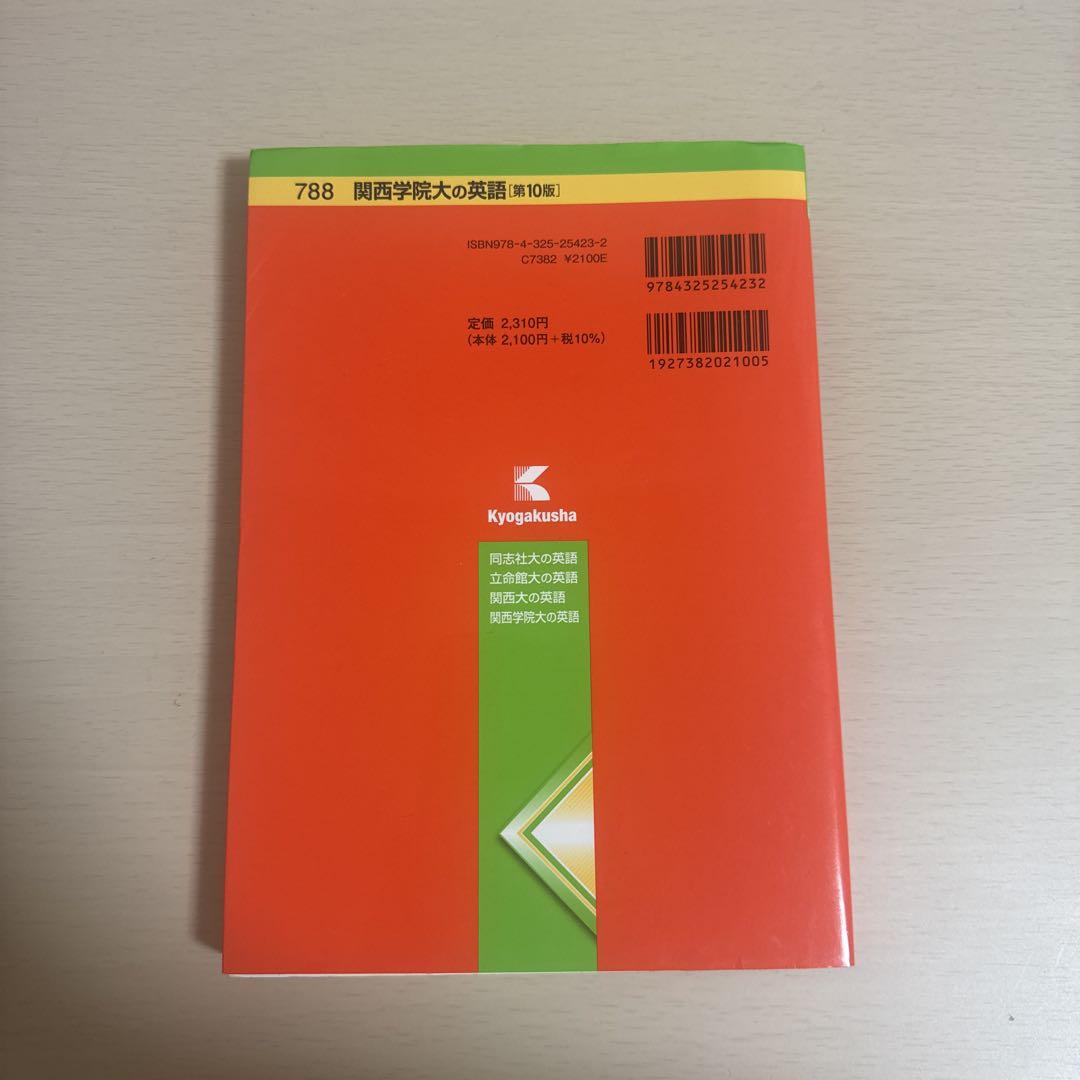 788 関西学院大の英語[第10版]
ISBN978-4-325-25423-2
C7382 ¥2100E
9784325254232
定価 2,310円
(本体 2,100円+税10%)
1927382021005
Kyogakusha
同志社大の英語
立命館大の英語
関西大の英語
関西学院大の英語